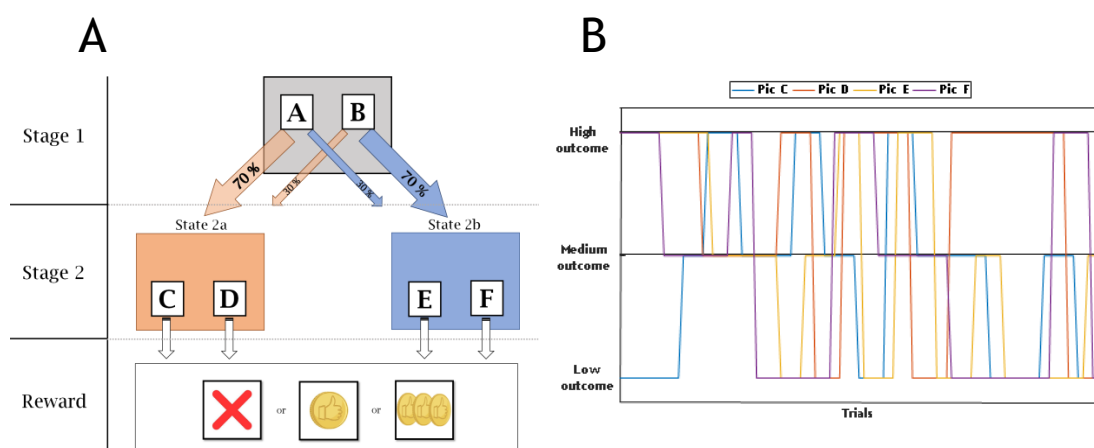 A
B
Stage 1
A
B
70 %
30 %
30 %
70 %
State 2a
State 2b
Stage 2
C
D
E
F
Reward
or
or
Pic C
Pic D
Pic E
Pic F
High
outcome
Medium
outcome
Low
outcome
Trials